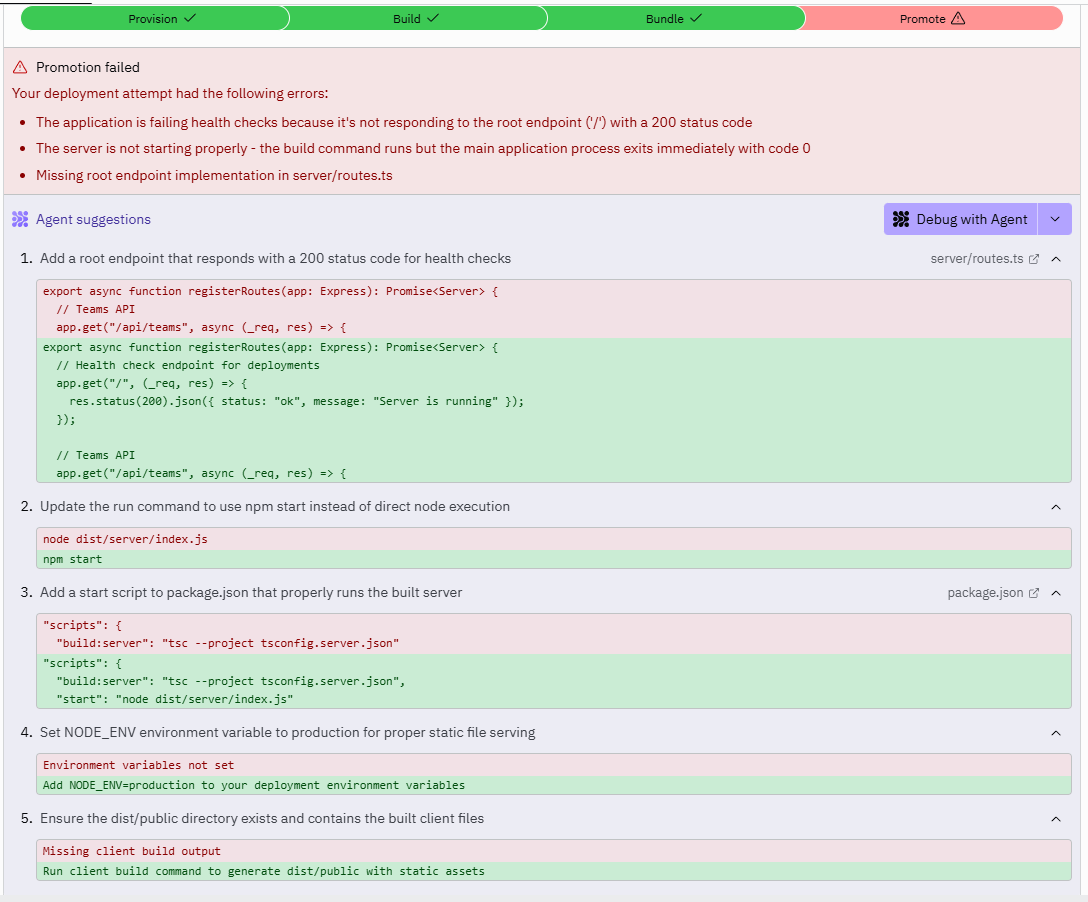 Provision
Build
Bundle
Promote
Promotion failed
Your deployment attempt had the following errors:
• The application is failing health checks because it's not responding to the root endpoint ('/') with a 200 status code
• The server is not starting properly - the build command runs but the main application process exits immediately with code 0
• Missing root endpoint implementation in server/routes.ts
Agent suggestions
Debug with Agent
1. Add a root endpoint that responds with a 200 status code for health checks
server/routes.ts
export async function registerRoutes(app: Express): Promise<Server> {
  // Teams API
  app.get("/api/teams", async (_req, res) => {
export async function registerRoutes(app: Express): Promise<Server> {
  // Health check endpoint for deployments
  app.get("/", (_req, res) => {
    res.status(200).json({ status: "ok", message: "Server is running" });
  });

  // Teams API
  app.get("/api/teams", async (_req, res) => {
2. Update the run command to use npm start instead of direct node execution
node dist/server/index.js
npm start
3. Add a start script to package.json that properly runs the built server
package.json
"scripts": {
  "build:server": "tsc --project tsconfig.server.json"
"scripts": {
  "build:server": "tsc --project tsconfig.server.json",
  "start": "node dist/server/index.js"
4. Set NODE_ENV environment variable to production for proper static file serving
Environment variables not set
Add NODE_ENV=production to your deployment environment variables
5. Ensure the dist/public directory exists and contains the built client files
Missing client build output
Run client build command to generate dist/public with static assets